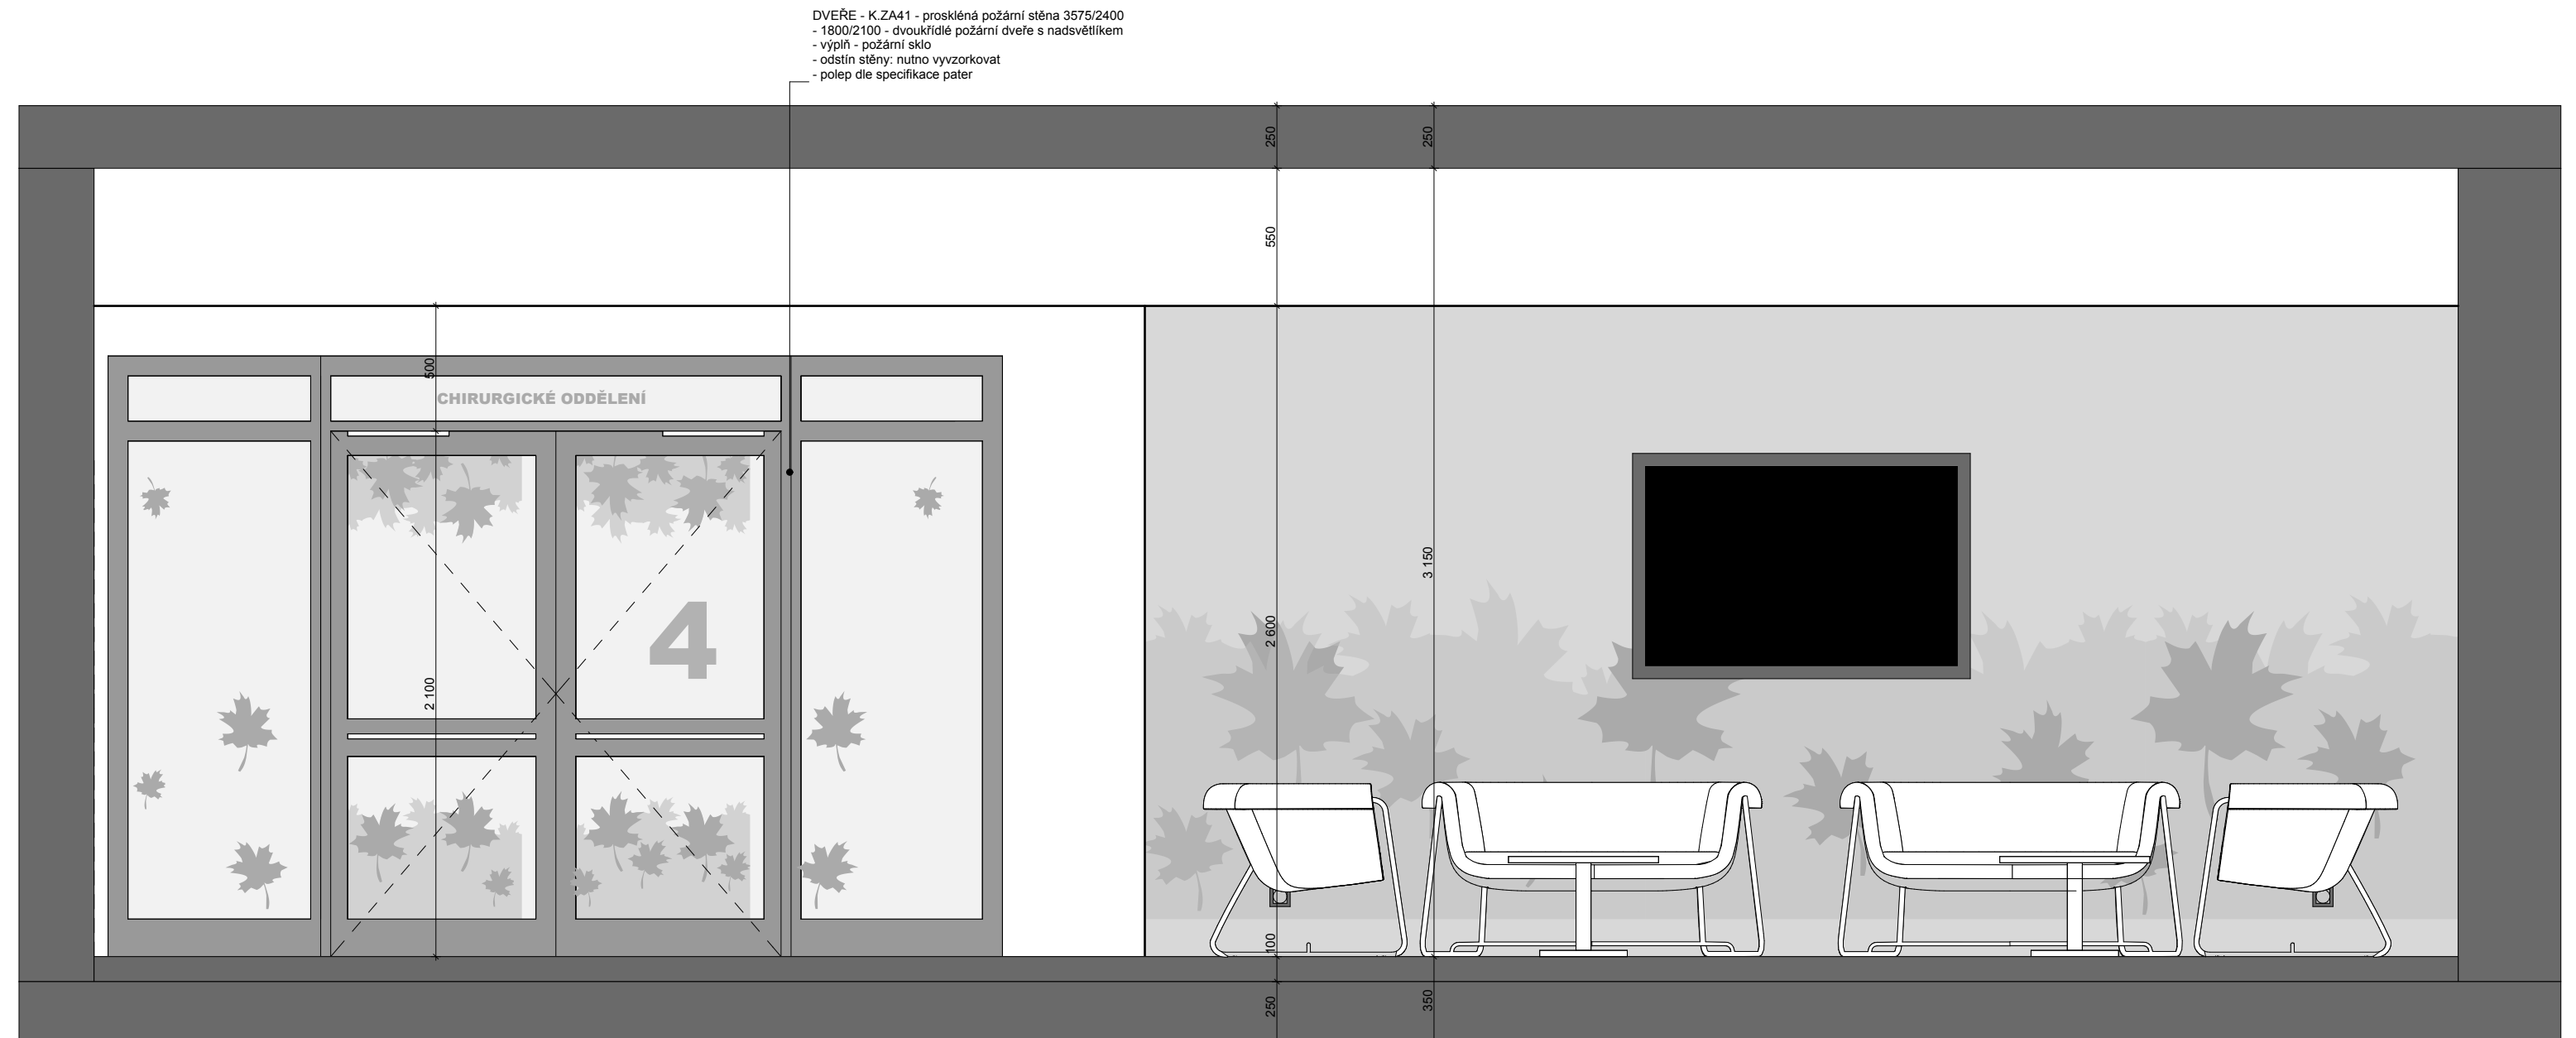 DVEŘE - K.ZA41 - proskléná požární stěna 3575/2400
- 1800/2100 - dvoukřídlé požární dveře s nadsvětlíkem
- výplň - požární sklo
- odstín stěny: nutno vyvzorkovat
- polep dle specifikace pater
250
250
550
500
CHIRURGICKÉ ODDĚLENÍ
3 150
2 600
4
2 100
100
250
350